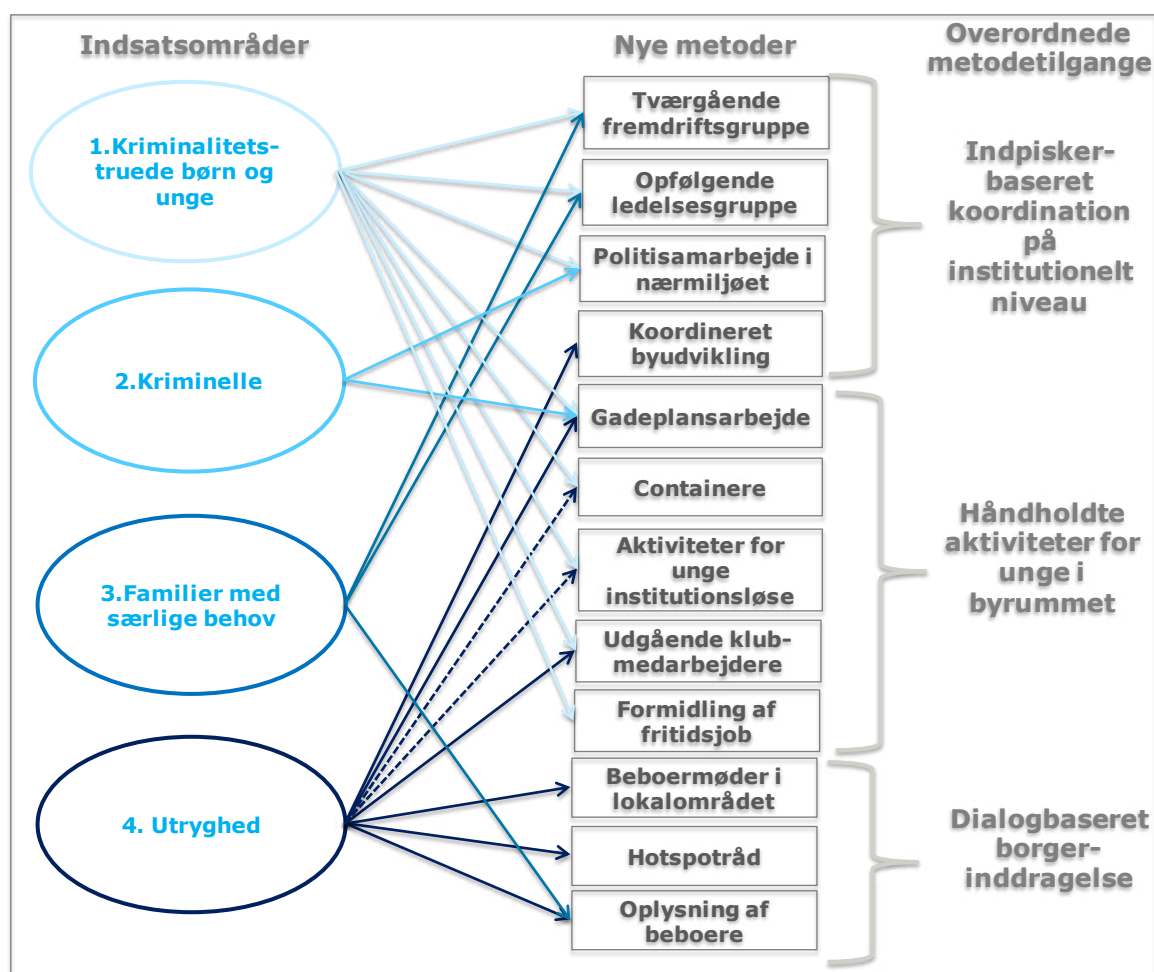 Indsatsområder
Nye metoder
Overordnede
metodetilgange
1.Kriminalitets-
truede børn og
unge
2.Kriminelle
3.Familier med
særlige behov
4. Utryghed
Tværgående
fremdriftsgruppe
Opfølgende
ledelsesgruppe
Politisamarbejde i
nærmiljøet
Koordineret
byudvikling
Gadeplansarbejde
Containere
Aktiviteter for
unge
institutionsløse
Udgående klub-
medarbejdere
Formidling af
fritidsjob
Beboermøder i
lokalområdet
Hotspotråd
Oplysning af
beboere
Indpisker-
baseret
koordination
på
institutionelt
niveau
Håndholdte
aktiviteter for
unge i
byrummet
Dialogbaseret
borger-
inddragelse